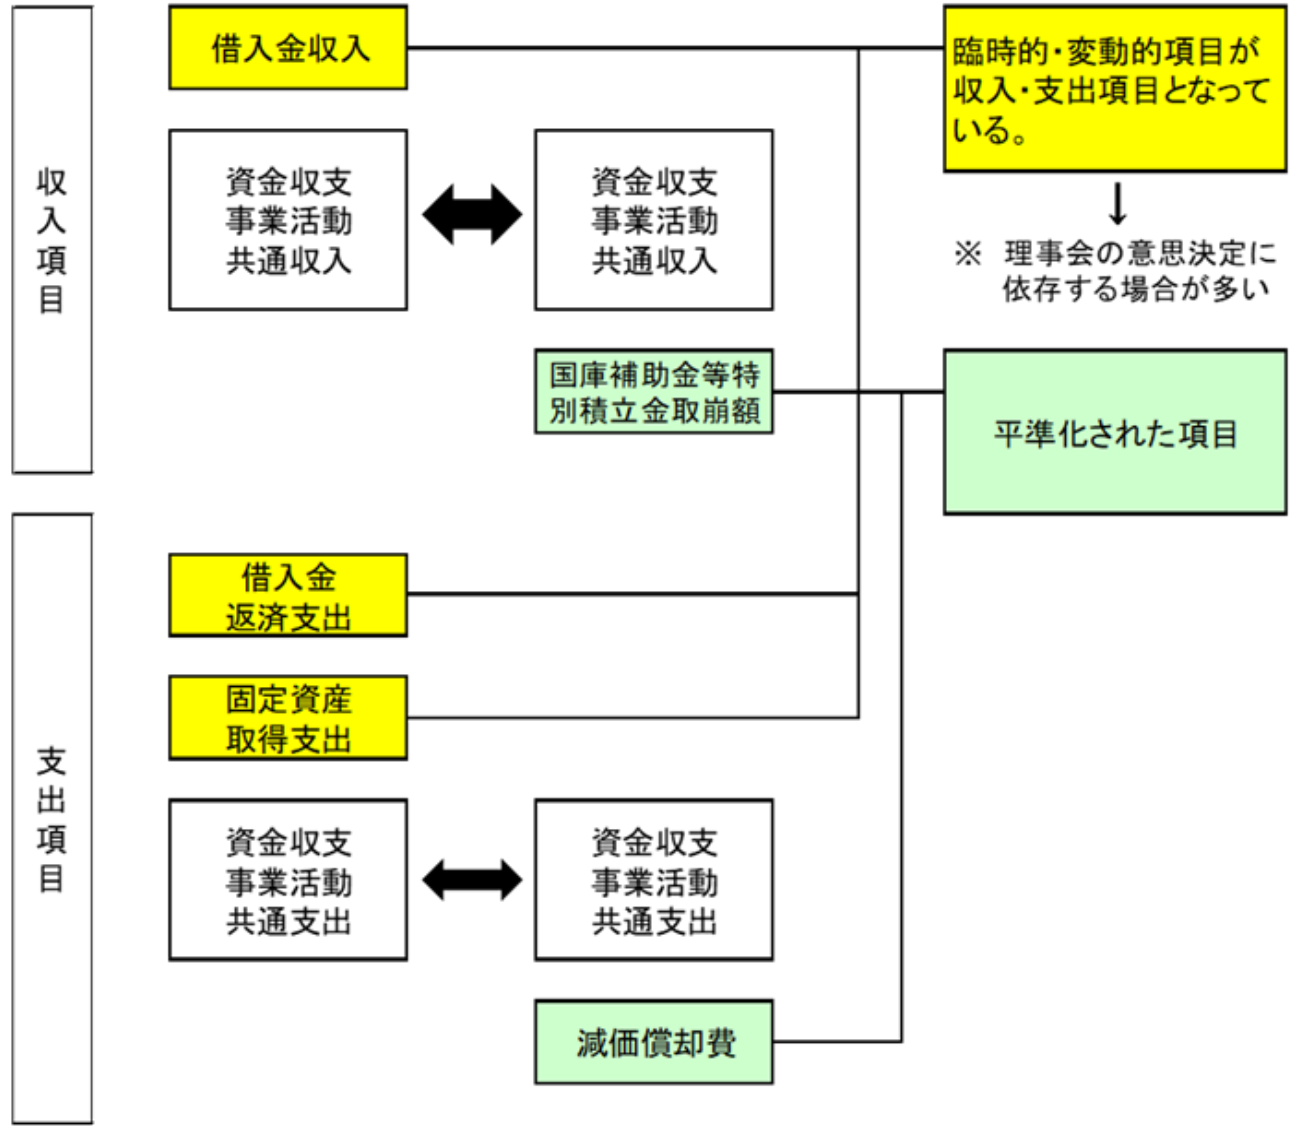 収入項目
借入金収入
臨時的・変動的項目が
収入・支出項目となって
いる。
資金収支
事業活動
共通収入
資金収支
事業活動
共通収入
※ 理事会の意思決定に
依存する場合が多い
国庫補助金等特
別積立金取崩額
平準化された項目
支出項目
借入金
返済支出
固定資産
取得支出
資金収支
事業活動
共通支出
資金収支
事業活動
共通支出
減価償却費